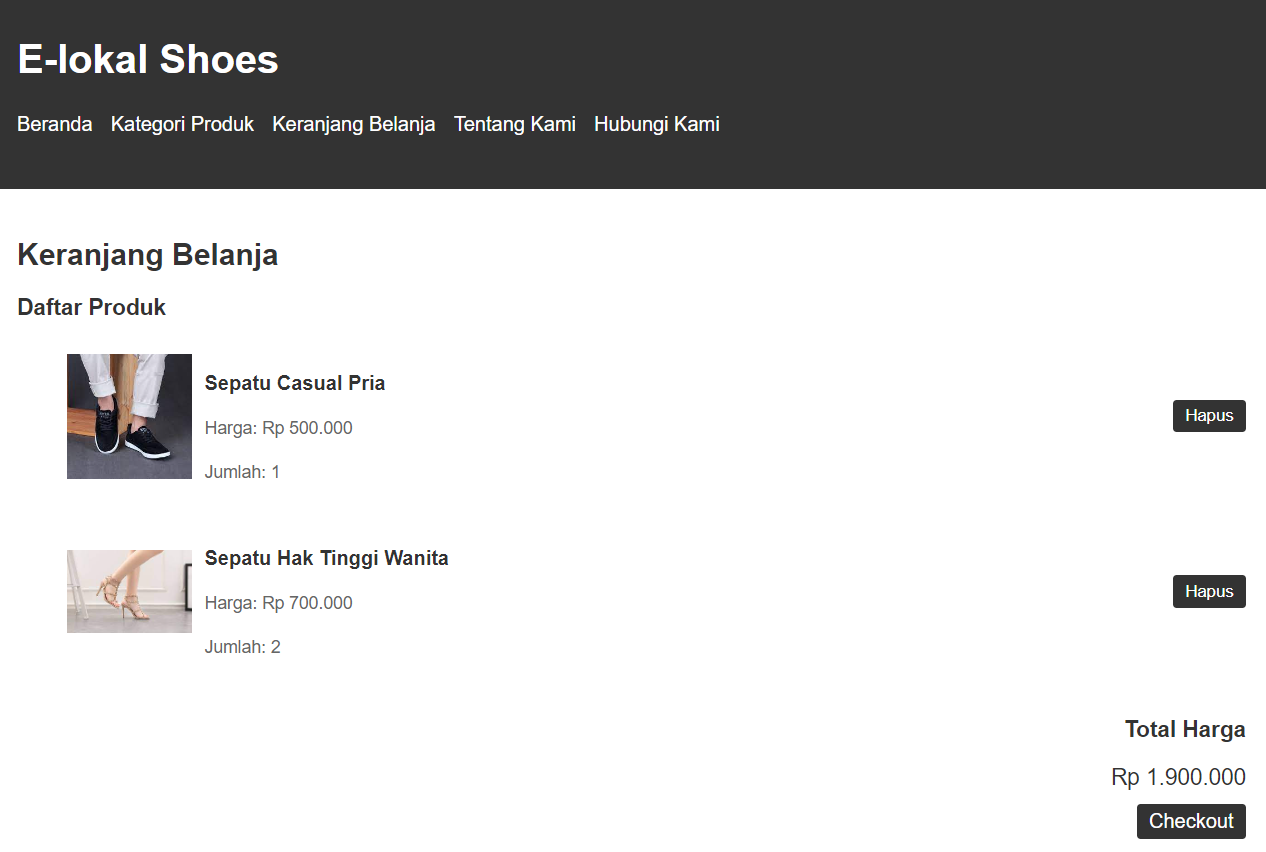 E-lokal Shoes
Beranda Kategori Produk Keranjang Belanja Tentang Kami Hubungi Kami
Keranjang Belanja
Daftar Produk
Sepatu Casual Pria
Harga: Rp 500.000
Jumlah: 1
Hapus
Sepatu Hak Tinggi Wanita
Harga: Rp 700.000
Jumlah: 2
Hapus
Total Harga
Rp 1.900.000
Checkout